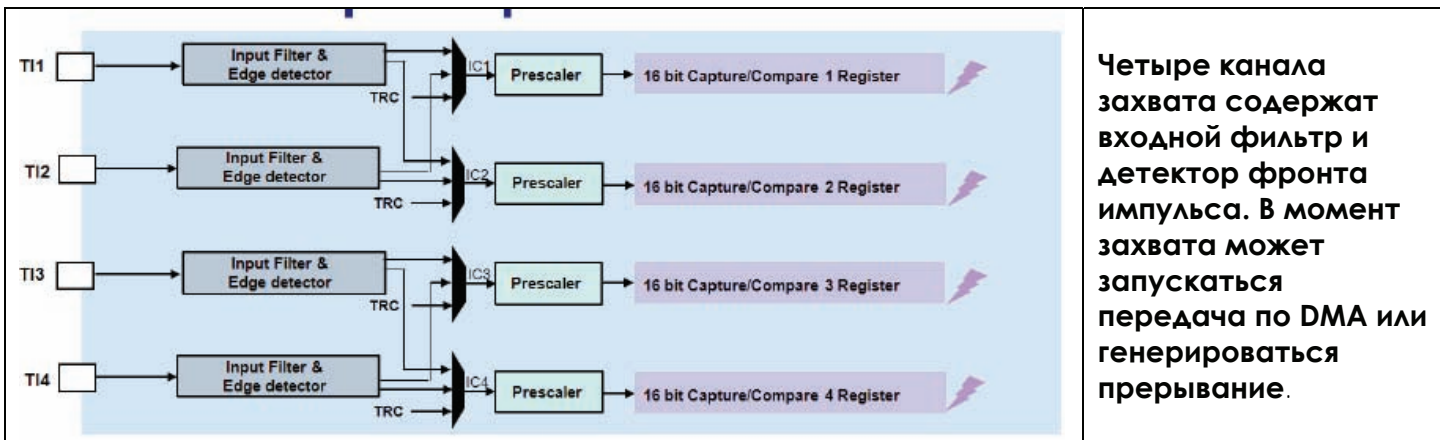 TI1
Input Filter &
Edge detector
TRC
IC1
Prescaler
16 bit Capture/Compare 1 Register
TI2
Input Filter &
Edge detector
TRC
IC2
Prescaler
16 bit Capture/Compare 2 Register
TI3
Input Filter &
Edge detector
TRC
IC3
Prescaler
16 bit Capture/Compare 3 Register
TI4
Input Filter &
Edge detector
TRC
IC4
Prescaler
16 bit Capture/Compare 4 Register
Четыре канала
захвата содержат
входной фильтр и
детектор фронта
импульса. В момент
захвата может
запускаться
передача по DMA или
генерироваться
прерывание.